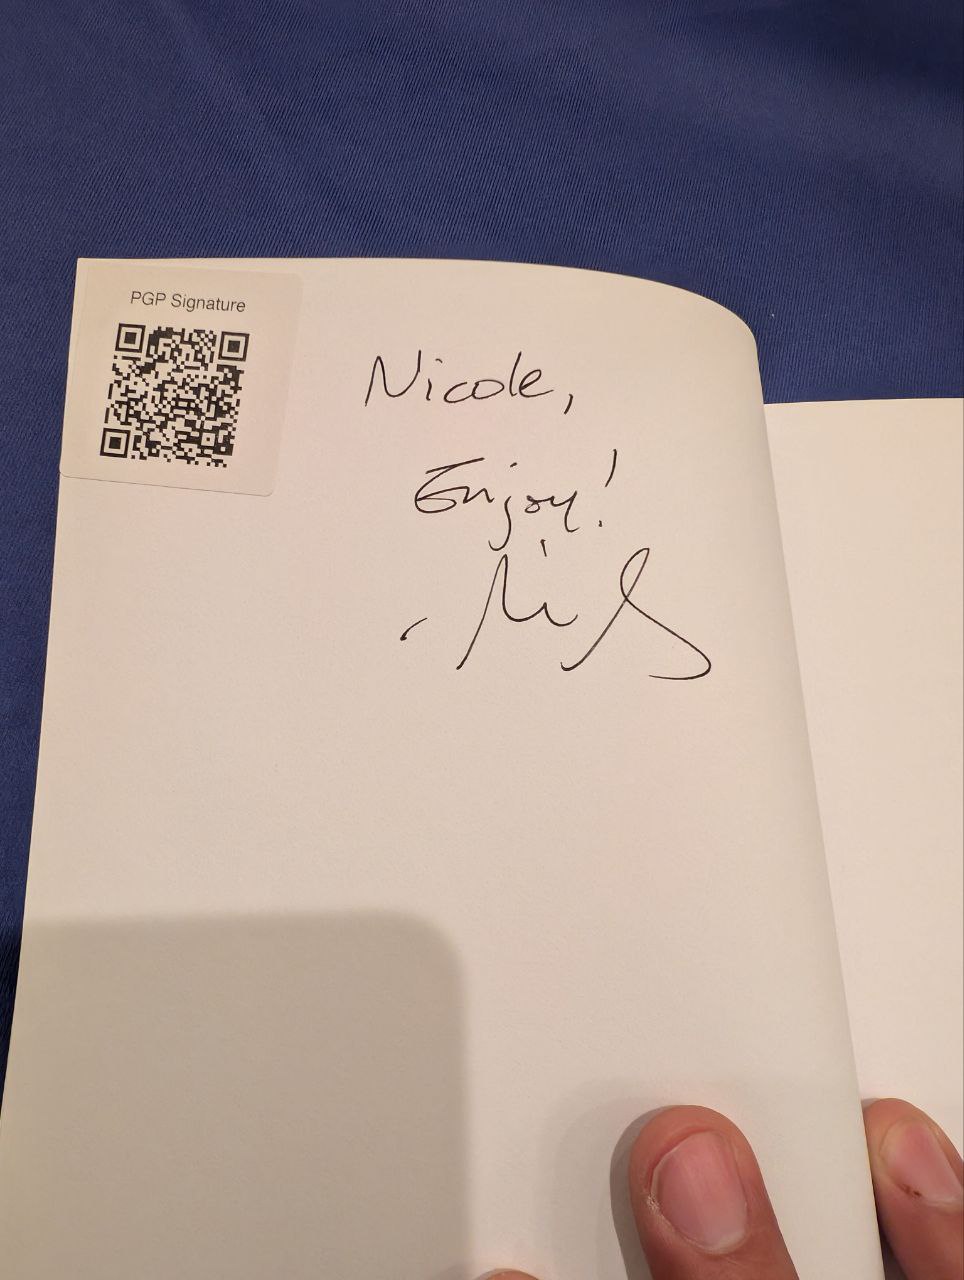 PGP Signature
Nicole,
Enjoy!